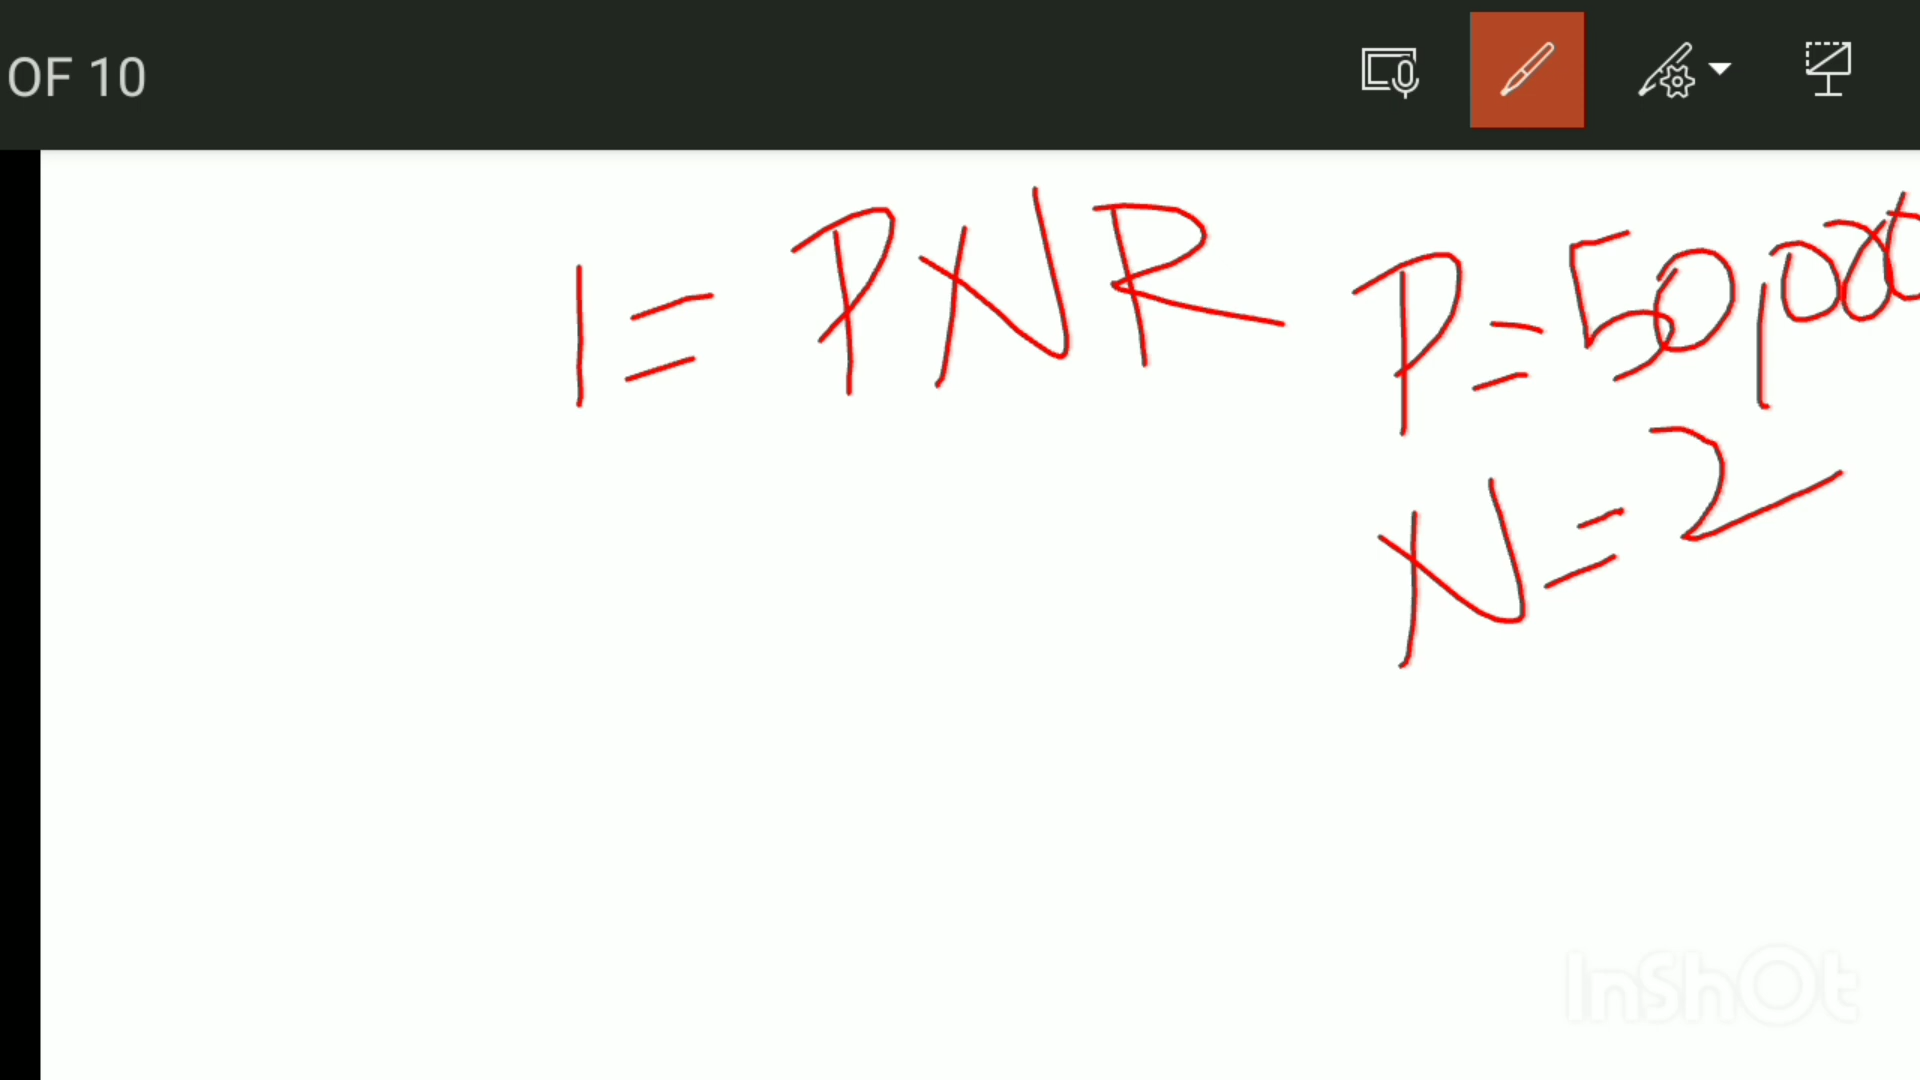 OF 10
I = PNR P = 50,000
N = 2
InShOt